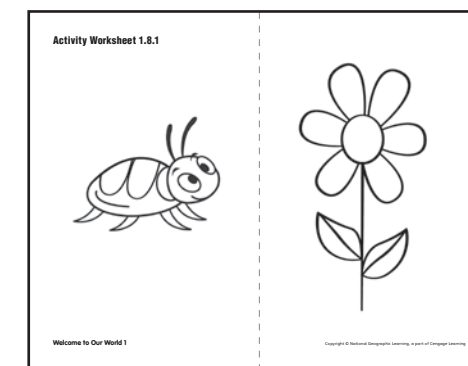 Activity Worksheet 1.8.1
Welcome to Our World 1
Copyright © National Geographic Learning, a part of Cengage Learning